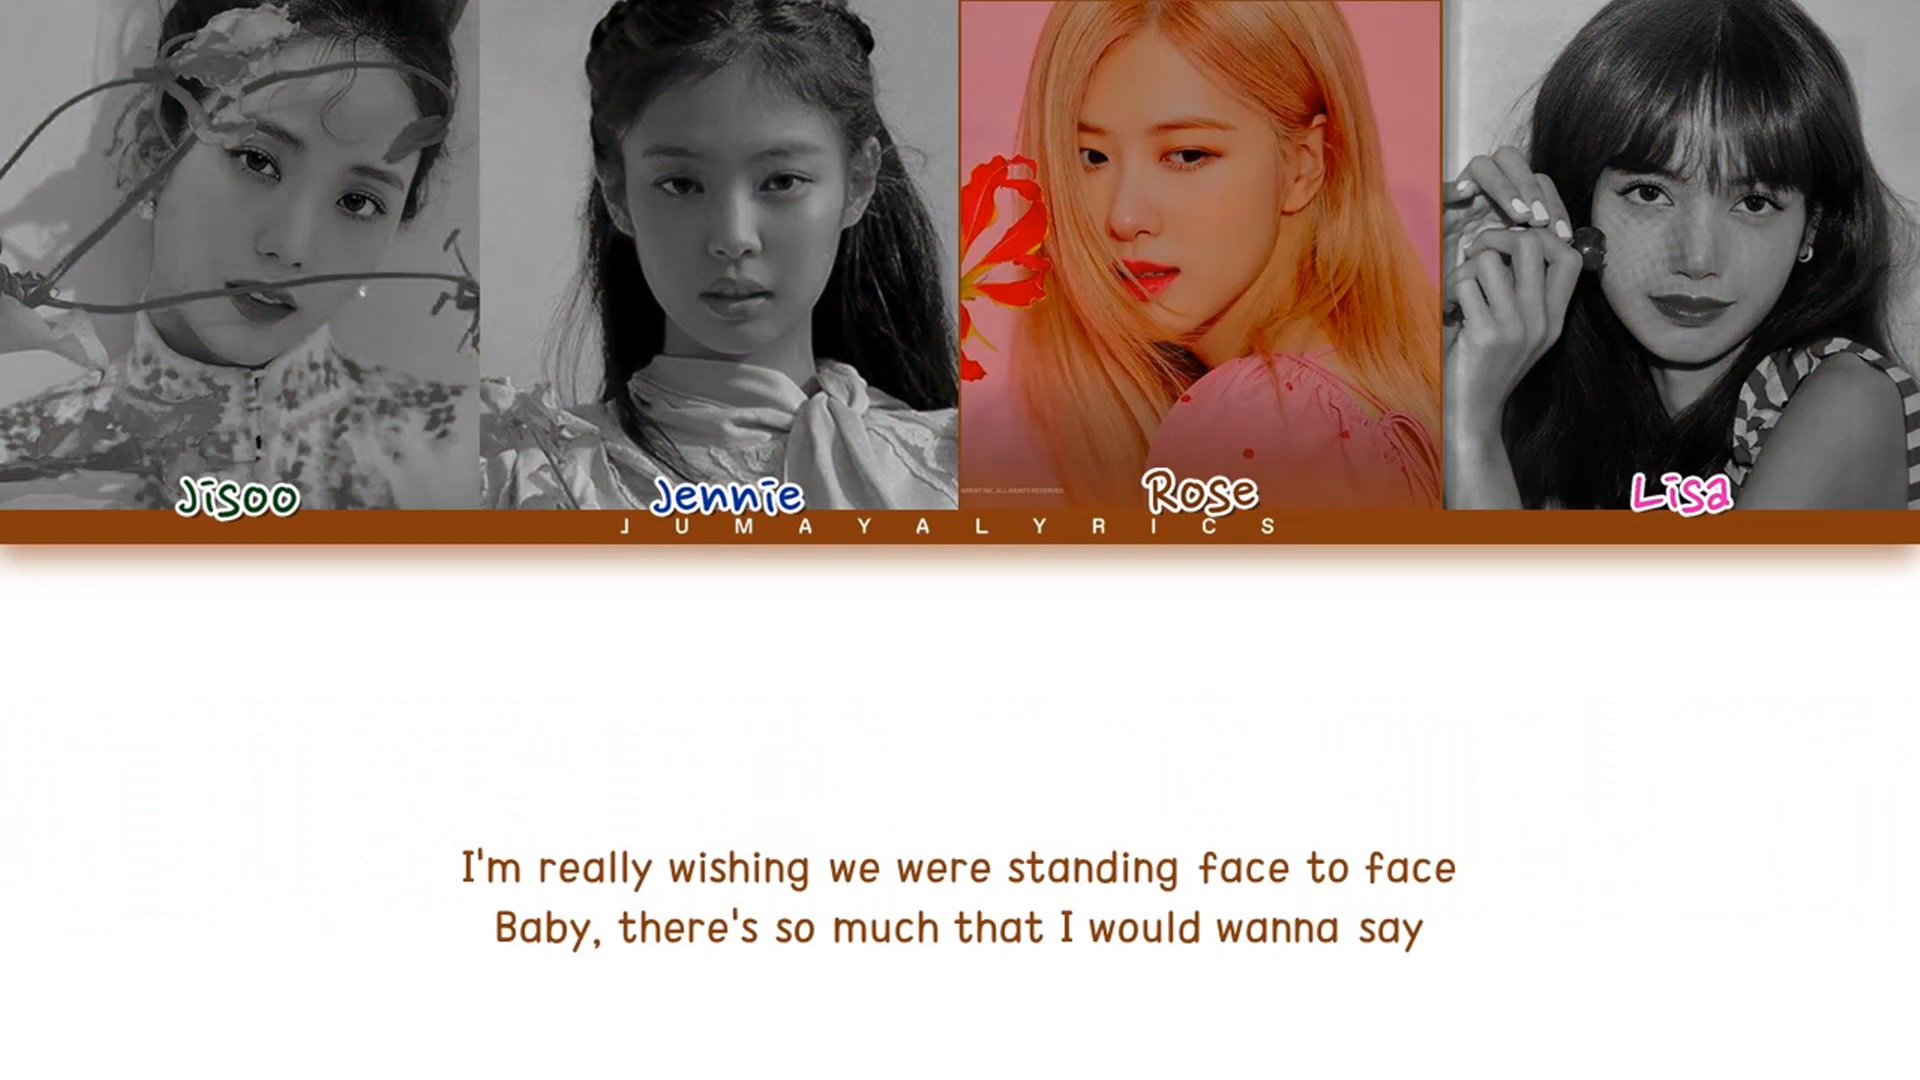 Jisoo Jennie Rose Lisa
JUMAYALYRICS
I'm really wishing we were standing face to face
Baby, there's so much that I would wanna say